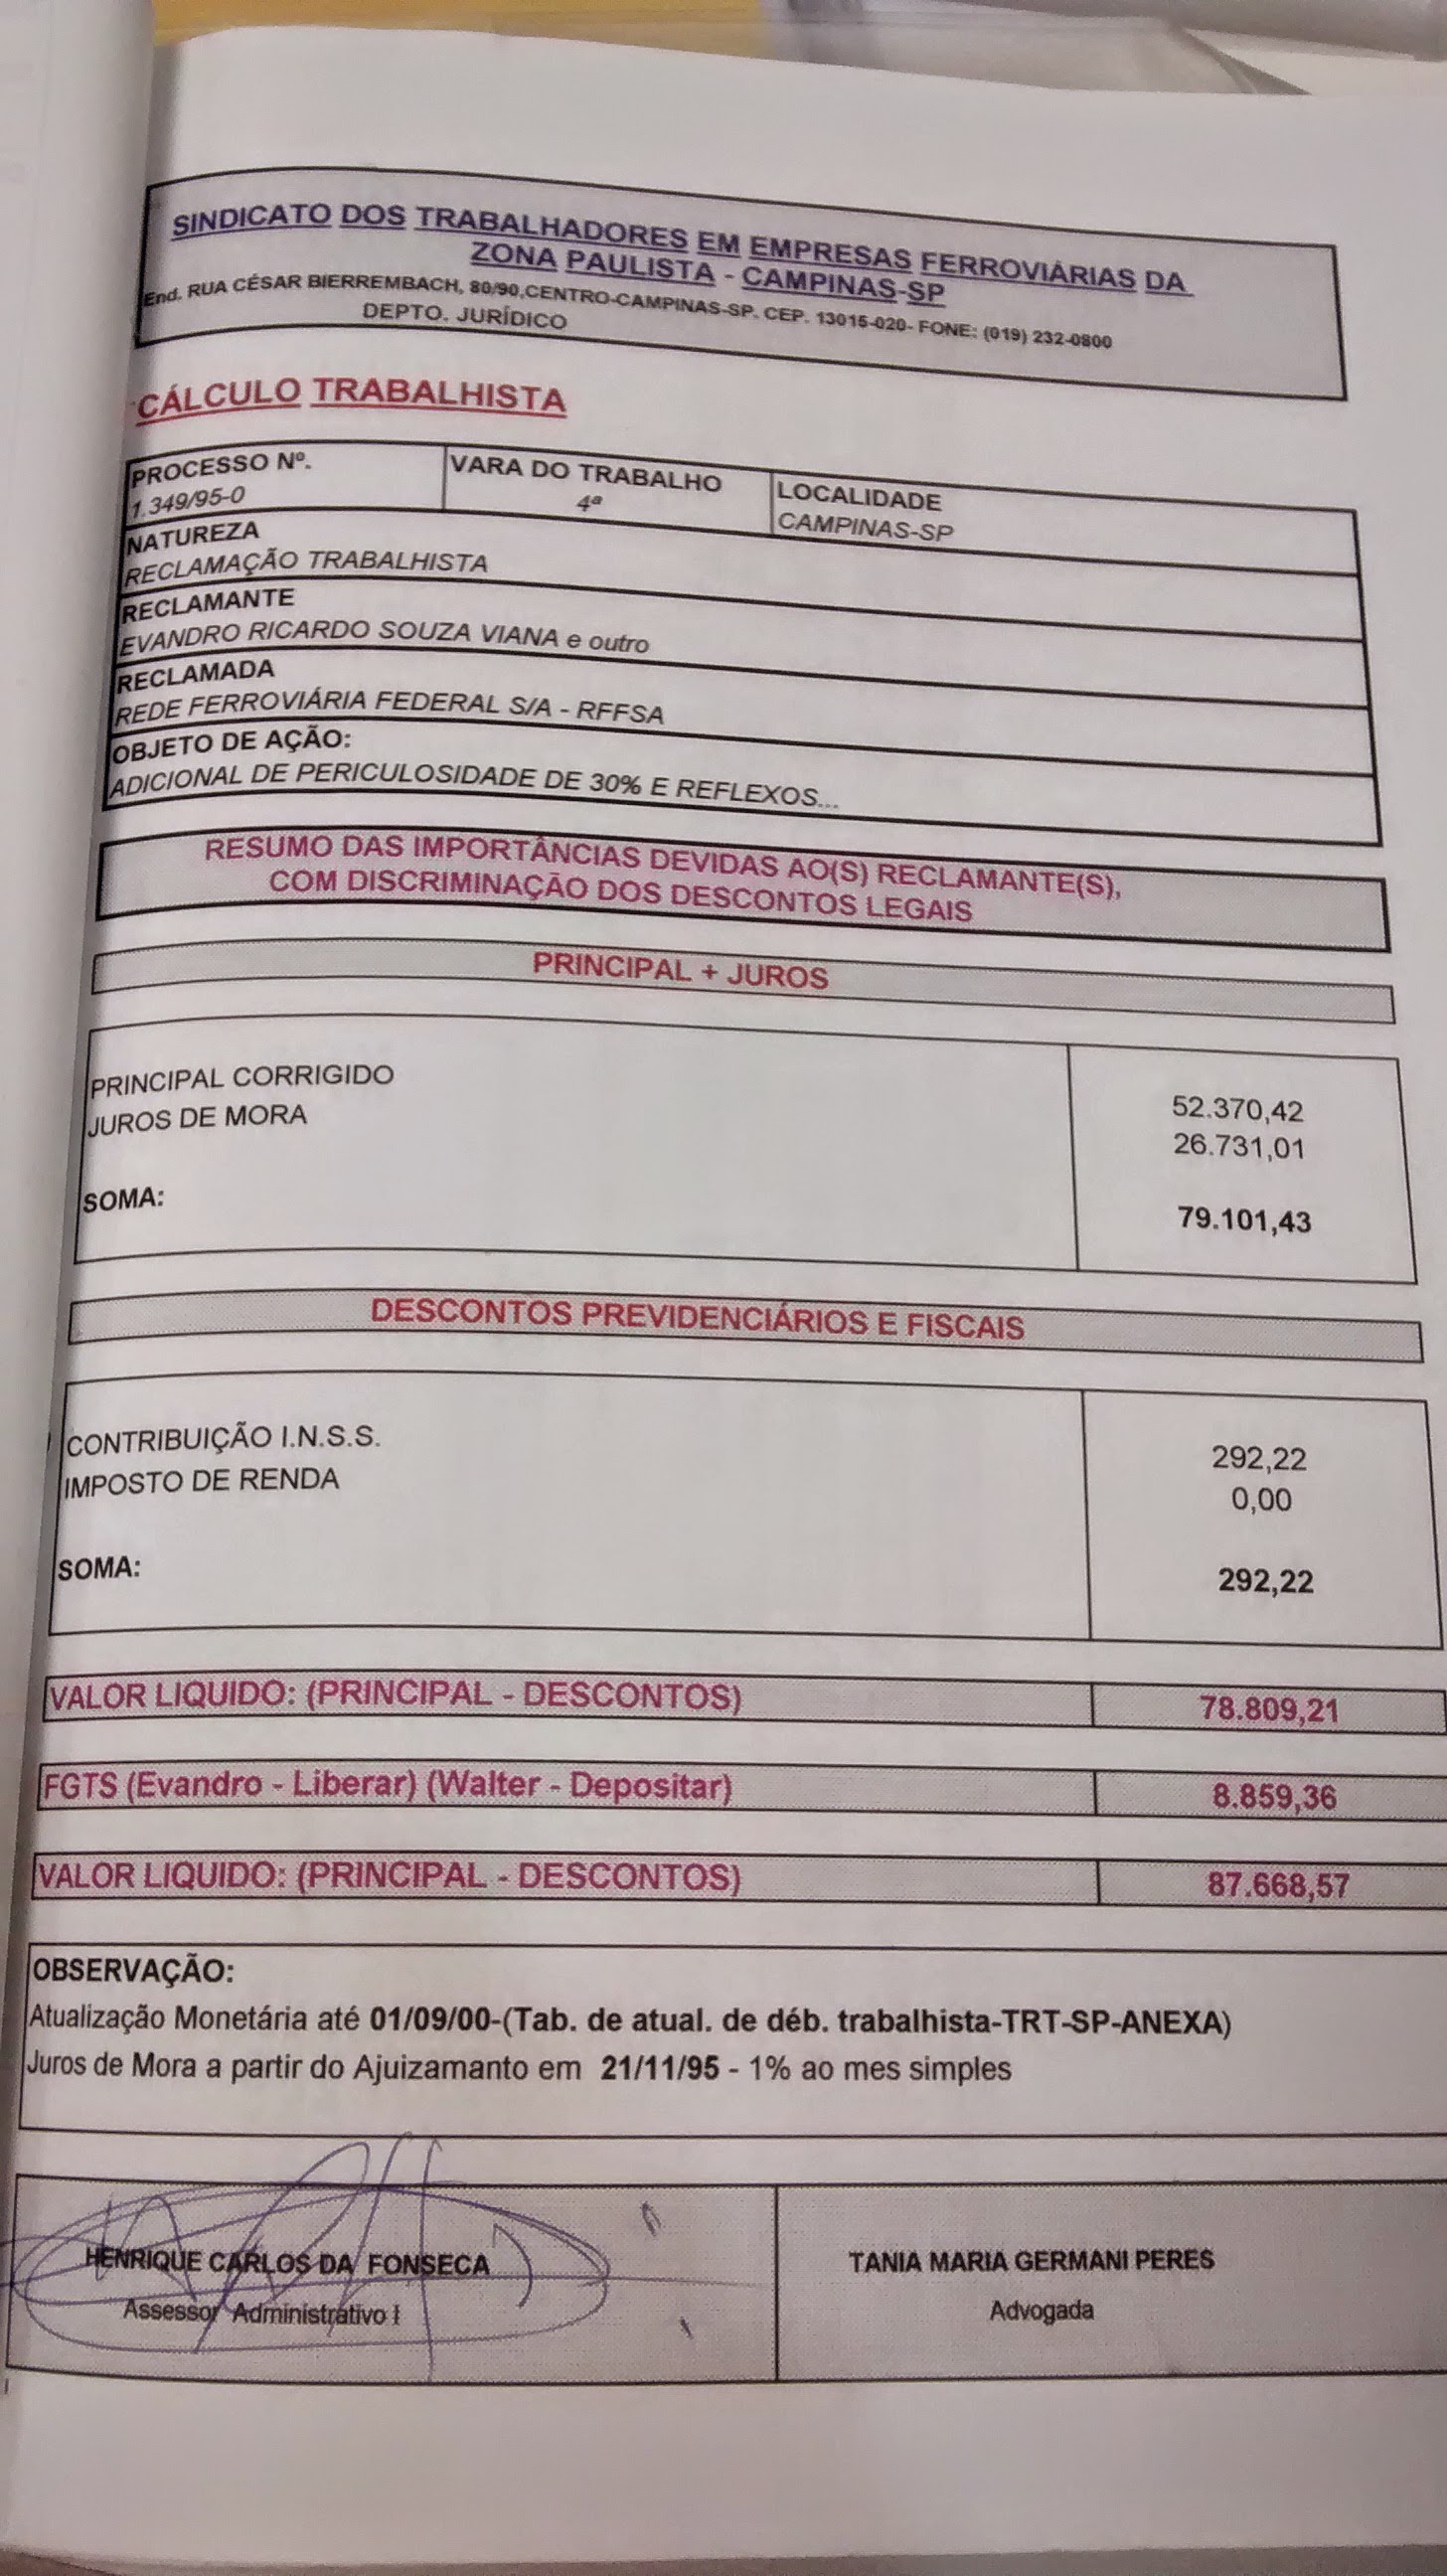 SINDICATO DOS TRABALHADORES EM EMPRESAS FERROVIÁRIAS DA
ZONA PAULISTA - CAMPINAS-SP
End. RUA CÉSAR BIERREMBACH, 80/90,CENTRO-CAMPINAS-SP. CEP. 13015-020- FONE: (019) 232-0800
DEPTO. JURÍDICO
CÁLCULO TRABALHISTA
PROCESSO Nº. VARA DO TRABALHO LOCALIDADE
1.349/95-0 4ª CAMPINAS-SP
NATUREZA
RECLAMAÇÃO TRABALHISTA
RECLAMANTE
EVANDRO RICARDO SOUZA VIANA e outro
RECLAMADA
REDE FERROVIÁRIA FEDERAL S/A - RFFSA
OBJETO DE AÇÃO:
ADICIONAL DE PERICULOSIDADE DE 30% E REFLEXOS...
RESUMO DAS IMPORTÂNCIAS DEVIDAS AO(S) RECLAMANTE(S),
COM DISCRIMINAÇÃO DOS DESCONTOS LEGAIS
PRINCIPAL + JUROS
PRINCIPAL CORRIGIDO 52.370,42
JUROS DE MORA 26.731,01
SOMA: 79.101,43
DESCONTOS PREVIDENCIÁRIOS E FISCAIS
CONTRIBUIÇÃO I.N.S.S. 292,22
IMPOSTO DE RENDA 0,00
SOMA: 292,22
VALOR LIQUIDO: (PRINCIPAL - DESCONTOS) 78.809,21
FGTS (Evandro - Liberar) (Walter - Depositar) 8.859,36
VALOR LIQUIDO: (PRINCIPAL - DESCONTOS) 87.668,57
OBSERVAÇÃO:
Atualização Monetária até 01/09/00-(Tab. de atual. de déb. trabalhista-TRT-SP-ANEXA)
Juros de Mora a partir do Ajuizamanto em 21/11/95 - 1% ao mes simples
HENRIQUE CARLOS DA FONSECA TANIA MARIA GERMANI PERES
Assessor Administrativo I Advogada